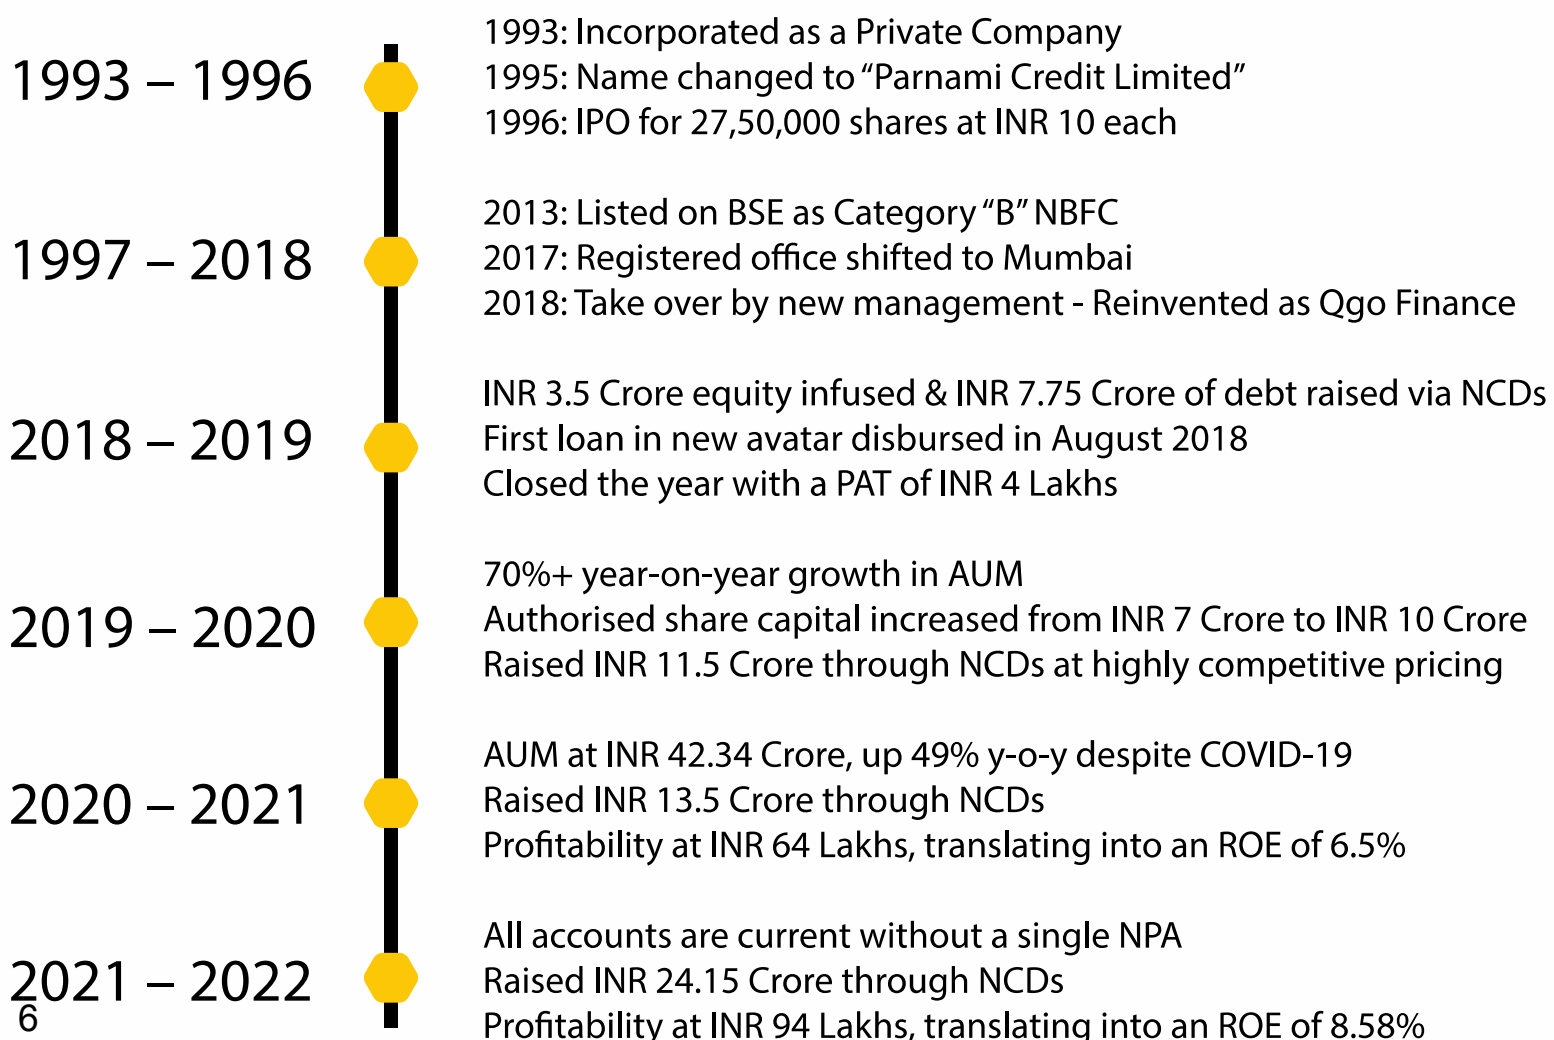 1993 – 1996
1993: Incorporated as a Private Company
1995: Name changed to “Parnami Credit Limited”
1996: IPO for 27,50,000 shares at INR 10 each
1997 – 2018
2013: Listed on BSE as Category “B” NBFC
2017: Registered office shifted to Mumbai
2018: Take over by new management - Reinvented as Qgo Finance
2018 – 2019
INR 3.5 Crore equity infused & INR 7.75 Crore of debt raised via NCDs
First loan in new avatar disbursed in August 2018
Closed the year with a PAT of INR 4 Lakhs
2019 – 2020
70%+ year-on-year growth in AUM
Authorised share capital increased from INR 7 Crore to INR 10 Crore
Raised INR 11.5 Crore through NCDs at highly competitive pricing
2020 – 2021
AUM at INR 42.34 Crore, up 49% y-o-y despite COVID-19
Raised INR 13.5 Crore through NCDs
Profitability at INR 64 Lakhs, translating into an ROE of 6.5%
2021 – 2022
All accounts are current without a single NPA
Raised INR 24.15 Crore through NCDs
Profitability at INR 94 Lakhs, translating into an ROE of 8.58%
6